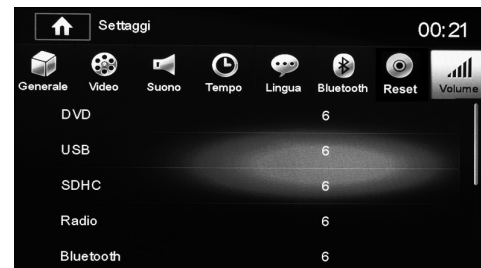 Settaggi 00:21
Generale Video Suono Tempo Lingua Bluetooth Reset Volume
DVD 6
USB 6
SDHC 6
Radio 6
Bluetooth 6